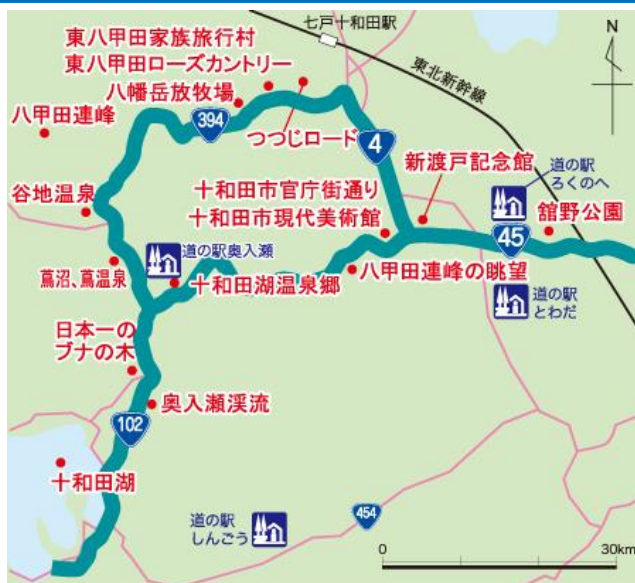 七戸十和田駅
N
東北新幹線
東八甲田家族旅行村
東八甲田ローズカントリー
八幡岳放牧場
八甲田連峰
394
つつじロード
4
新渡戸記念館
谷地温泉
十和田市官庁街通り
十和田市現代美術館
道の駅
ろくのへ
舘野公園
45
道の駅奥入瀬
蔦沼、蔦温泉
十和田湖温泉郷
八甲田連峰の眺望
道の駅
とわだ
日本一の
ブナの木
奥入瀬渓流
102
十和田湖
道の駅
しんごう
454
0
30km